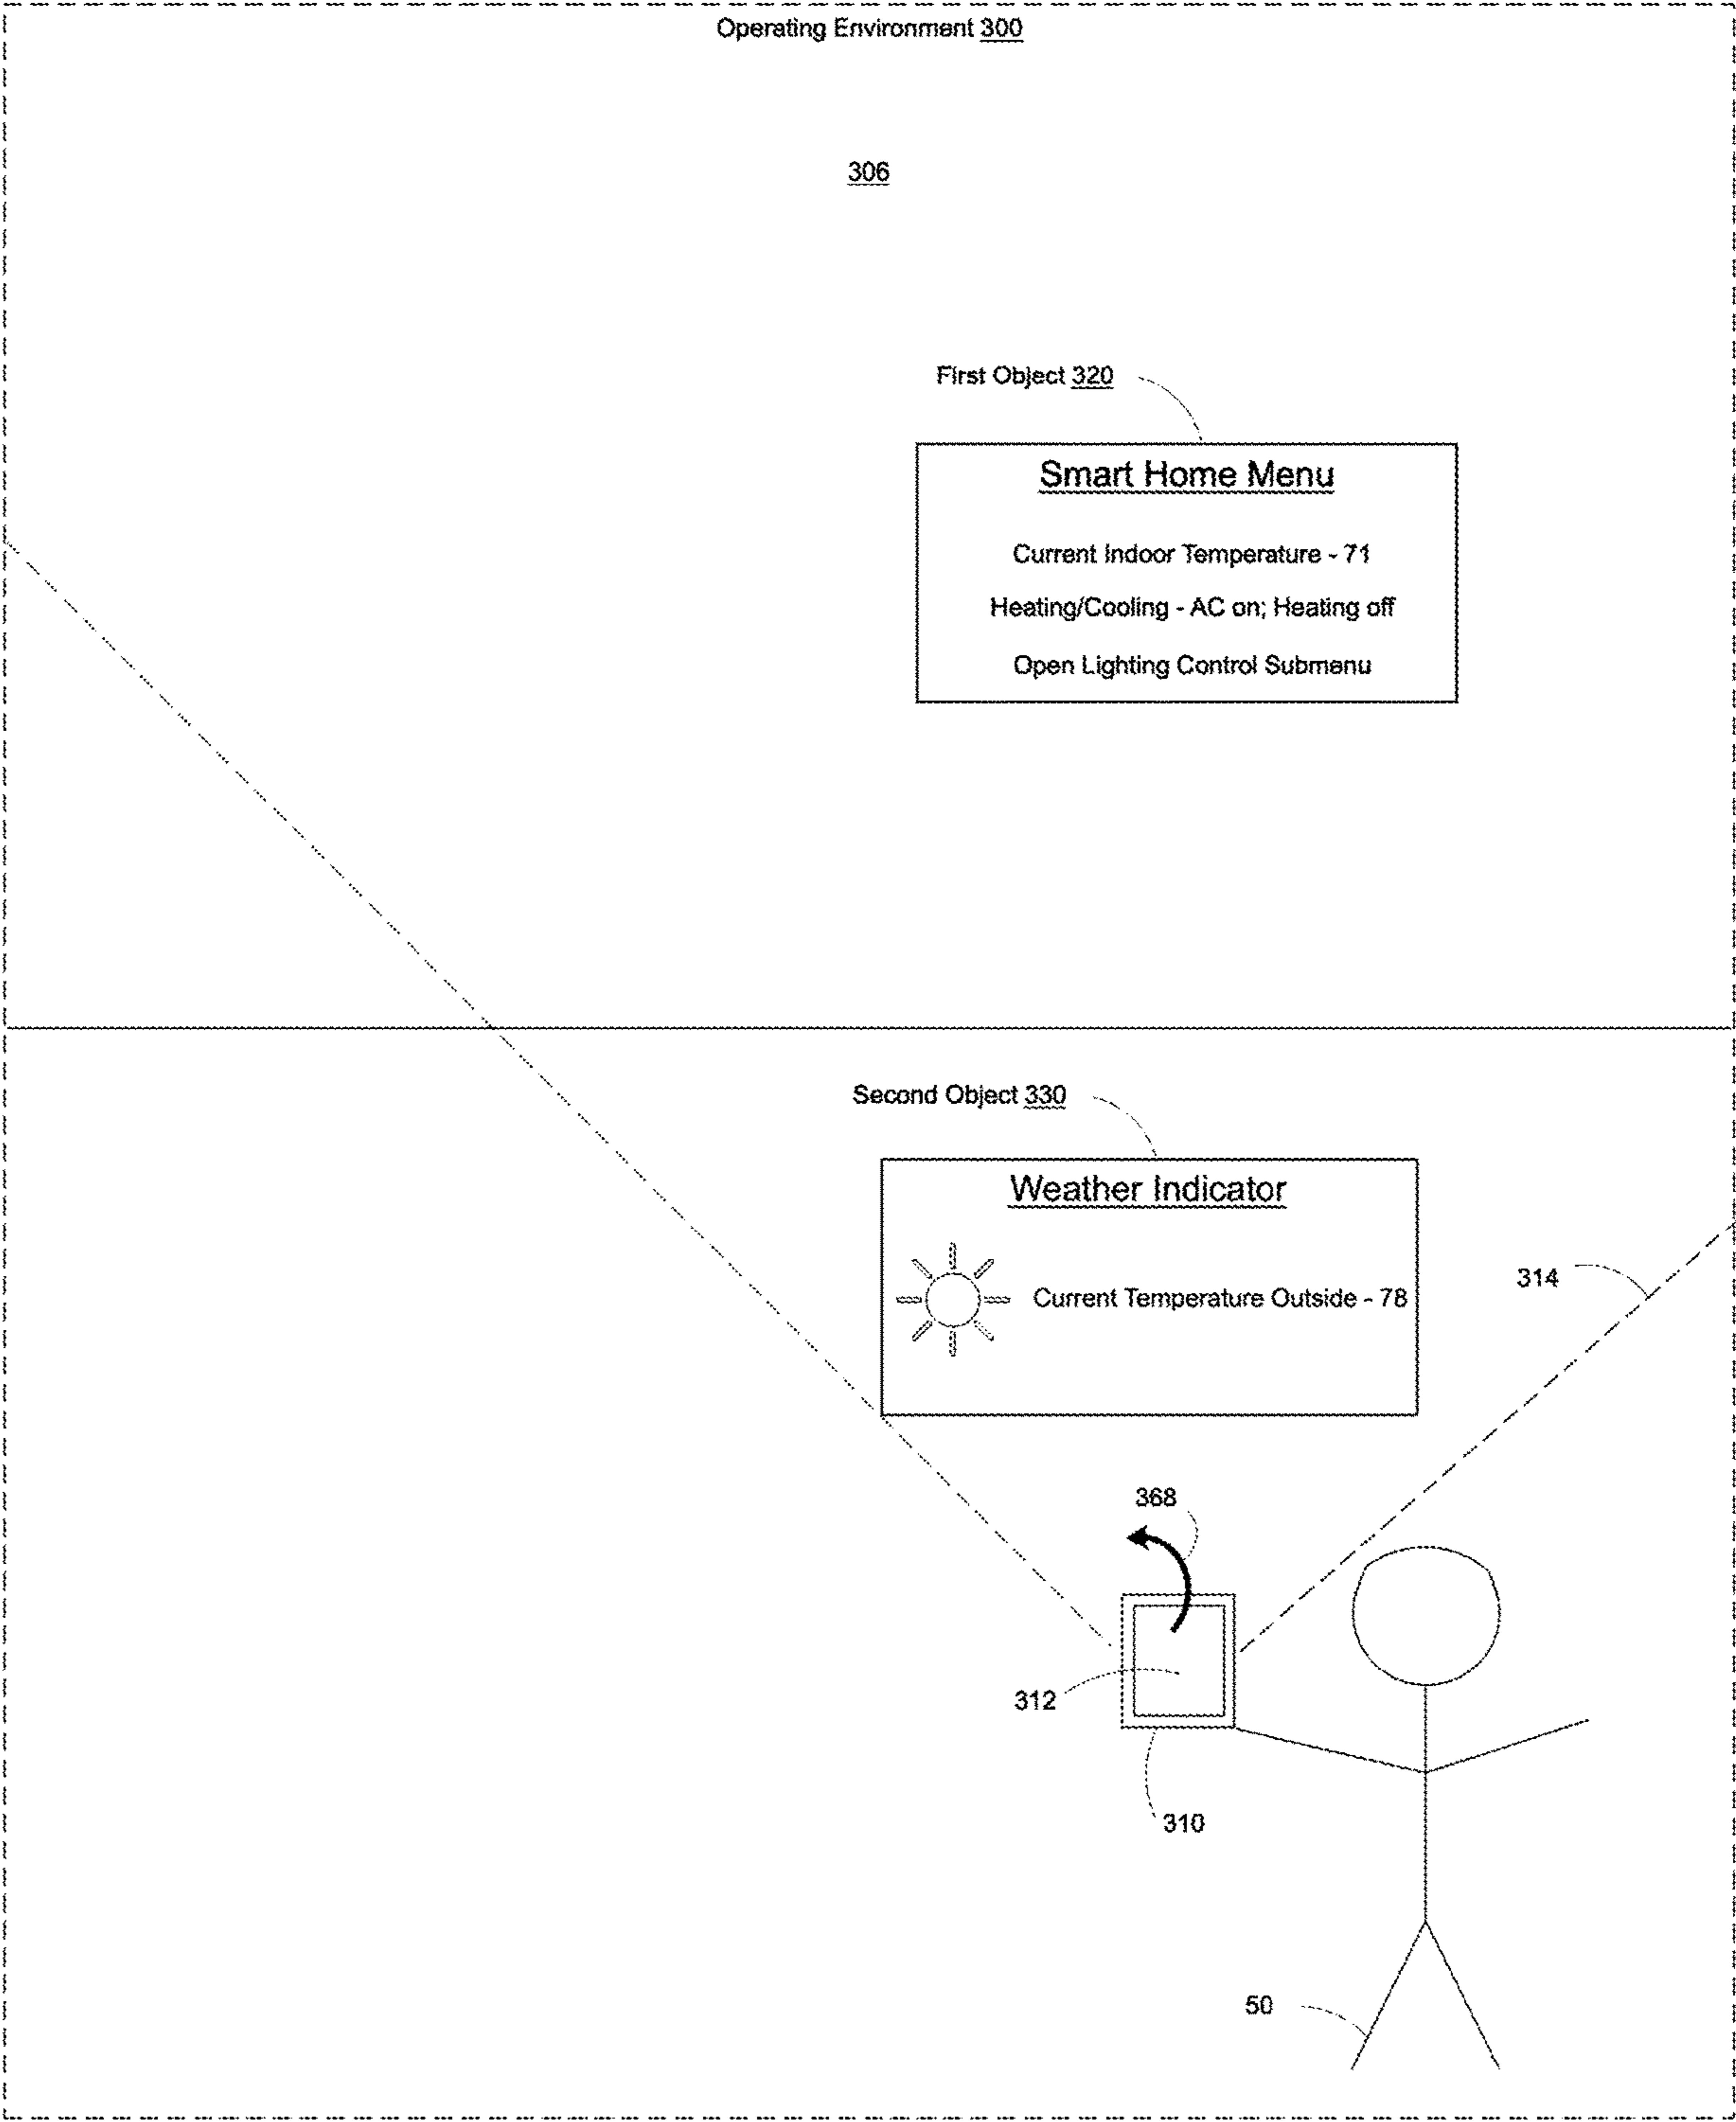 Operating Environment 300
306
First Object 320
Smart Home Menu
Current Indoor Temperature - 71
Heating/Cooling - AC on; Heating off
Open Lighting Control Submenu
Second Object 330
Weather Indicator
Current Temperature Outside - 78
314
368
312
310
50